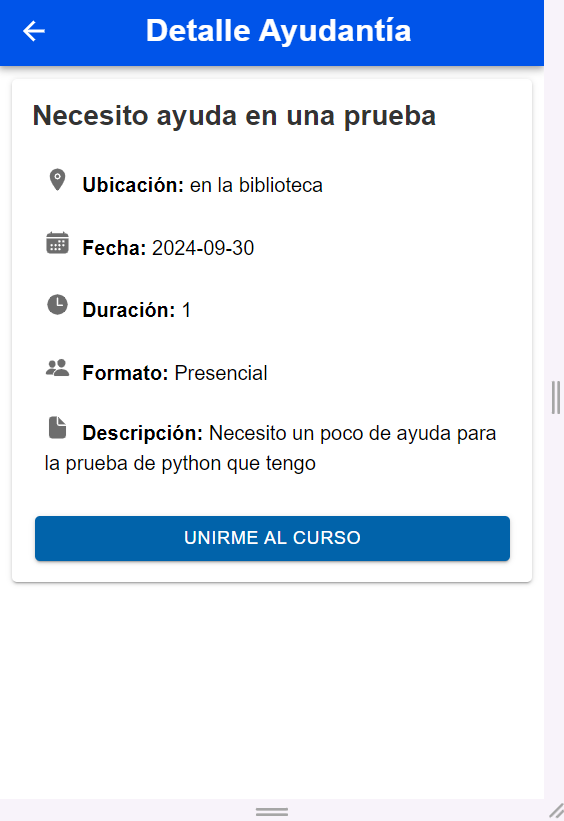 Detalle Ayudantía
Necesito ayuda en una prueba
Ubicación: en la biblioteca
Fecha: 2024-09-30
Duración: 1
Formato: Presencial
Descripción: Necesito un poco de ayuda para
la prueba de python que tengo
UNIRME AL CURSO